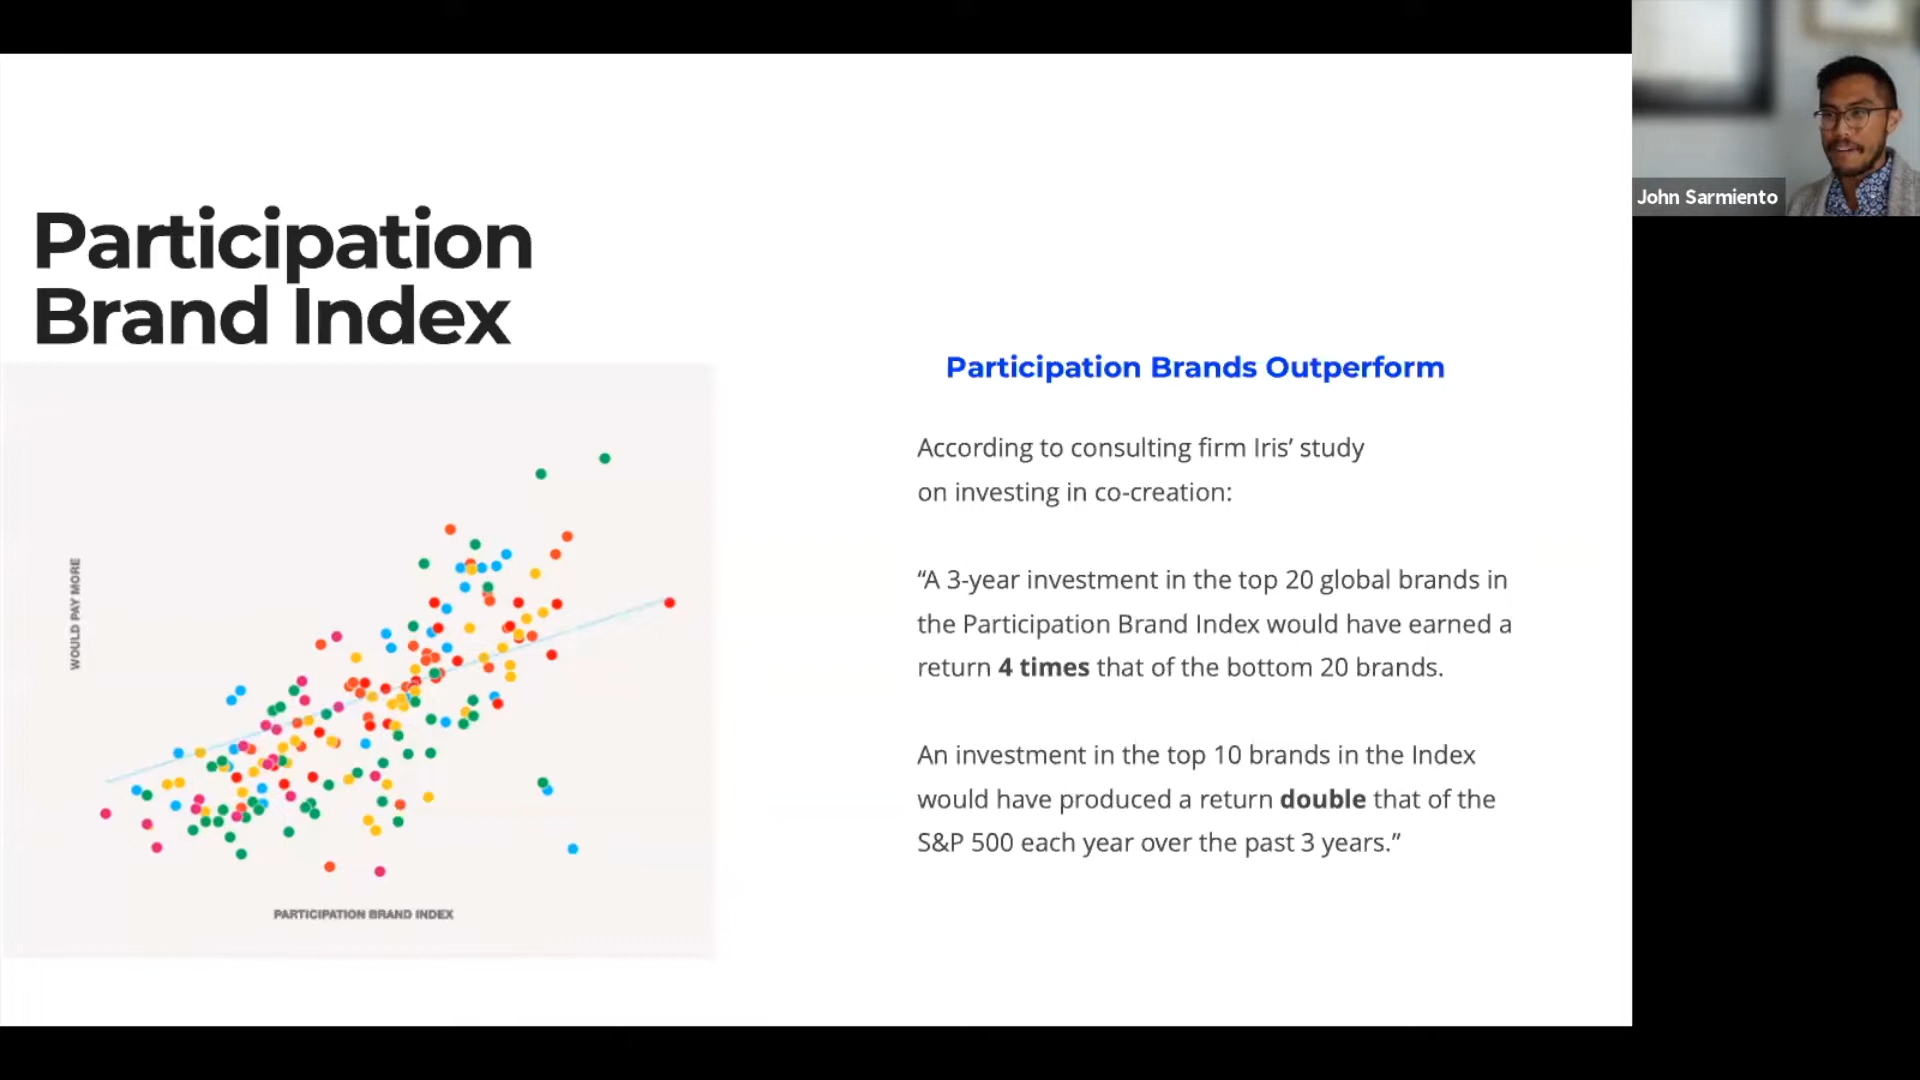 John Sarmiento
Participation
Brand Index
WOULD PAY MORE
PARTICIPATION BRAND INDEX
Participation Brands Outperform
According to consulting firm Iris’ study
on investing in co-creation:
“A 3-year investment in the top 20 global brands in
the Participation Brand Index would have earned a
return 4 times that of the bottom 20 brands.
An investment in the top 10 brands in the Index
would have produced a return double that of the
S&P 500 each year over the past 3 years.”